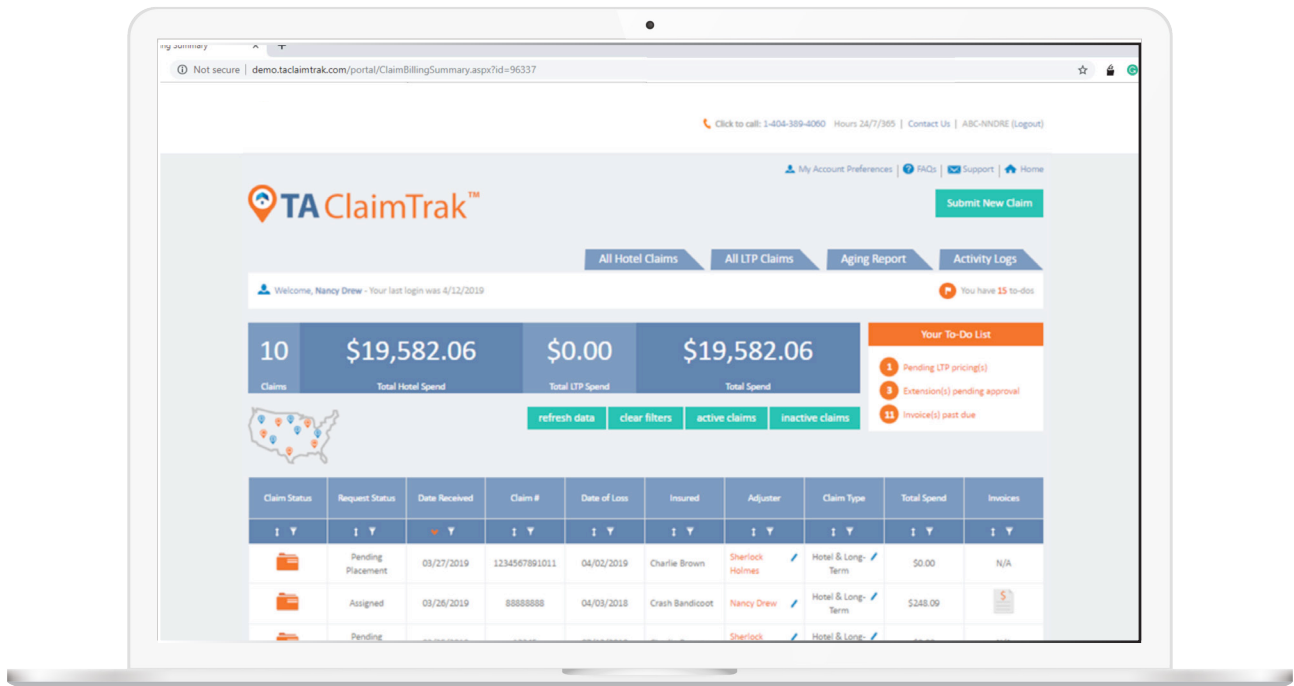 ng Summary × +
Not secure | demo.taclaimtrak.com/portal/ClaimBillingSummary.aspx?id=96337
Click to call: 1-404-389-4060 Hours 24/7/365 | Contact Us | ABC-NNDRE (Logout)
My Account Preferences | FAQs | Support | Home
TA ClaimTrak™
Submit New Claim
All Hotel Claims All LTP Claims Aging Report Activity Logs
Welcome, Nancy Drew - Your last login was 4/12/2019
You have 15 to-dos
10 $19,582.06 $0.00 $19,582.06
Claims Total Hotel Spend Total LTP Spend Total Spend
Your To-Do List
1 Pending LTP pricing(s)
3 Extension(s) pending approval
11 Invoice(s) past due
refresh data clear filters active claims inactive claims
Claim Status Request Status Date Received Claim # Date of Loss Insured Adjuster Claim Type Total Spend Invoices
Pending Placement 03/27/2019 1234567891011 04/02/2019 Charlie Brown Sherlock Holmes Hotel & Long-Term $0.00 N/A
Assigned 03/26/2019 88888888 04/03/2018 Crash Bandicoot Nancy Drew Hotel & Long-Term $248.09 $
Pending Sherlock Hotel & Long-